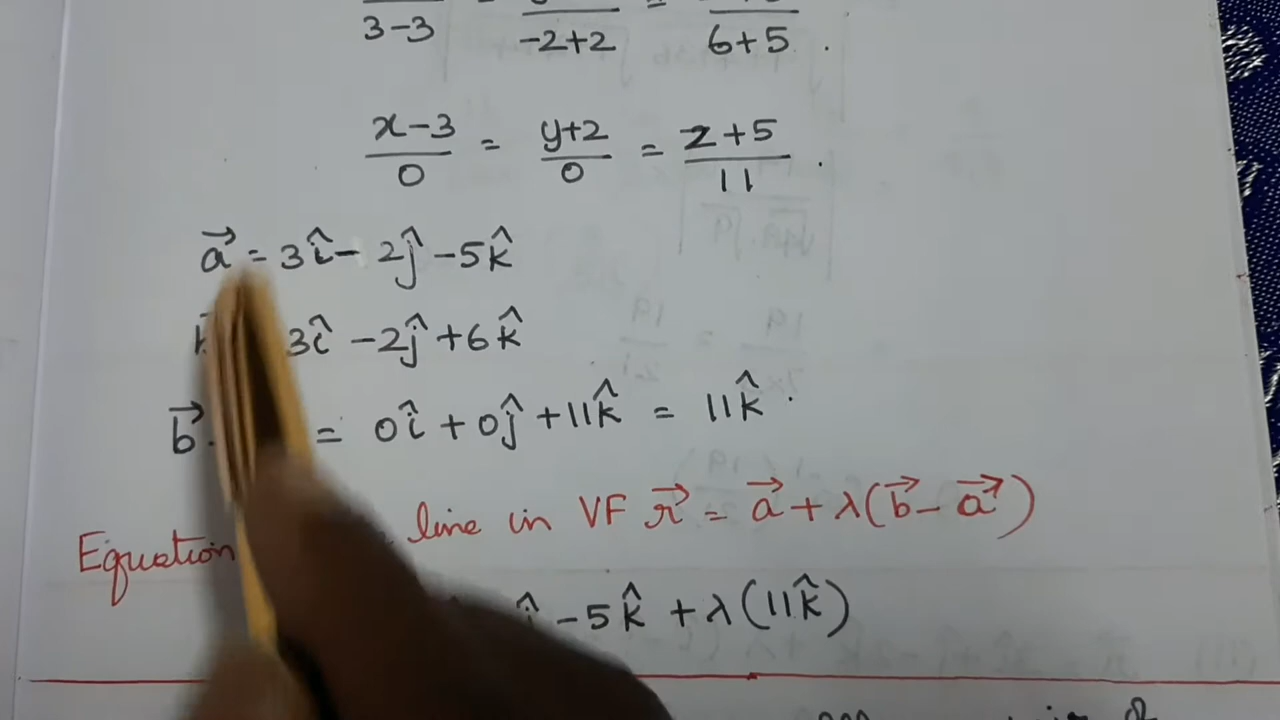 3-3 -2+2 6+5 .
x-3/0 = y+2/0 = z+5/11 .
a⃗ = 3î - 2ĵ - 5k̂
3î - 2ĵ + 6k̂
b⃗ = 0î + 0ĵ + 11k̂ = 11k̂ .
Equation line in VF r⃗ = a⃗ + λ(b⃗ - a⃗)
- 5k̂ + λ(11k̂)